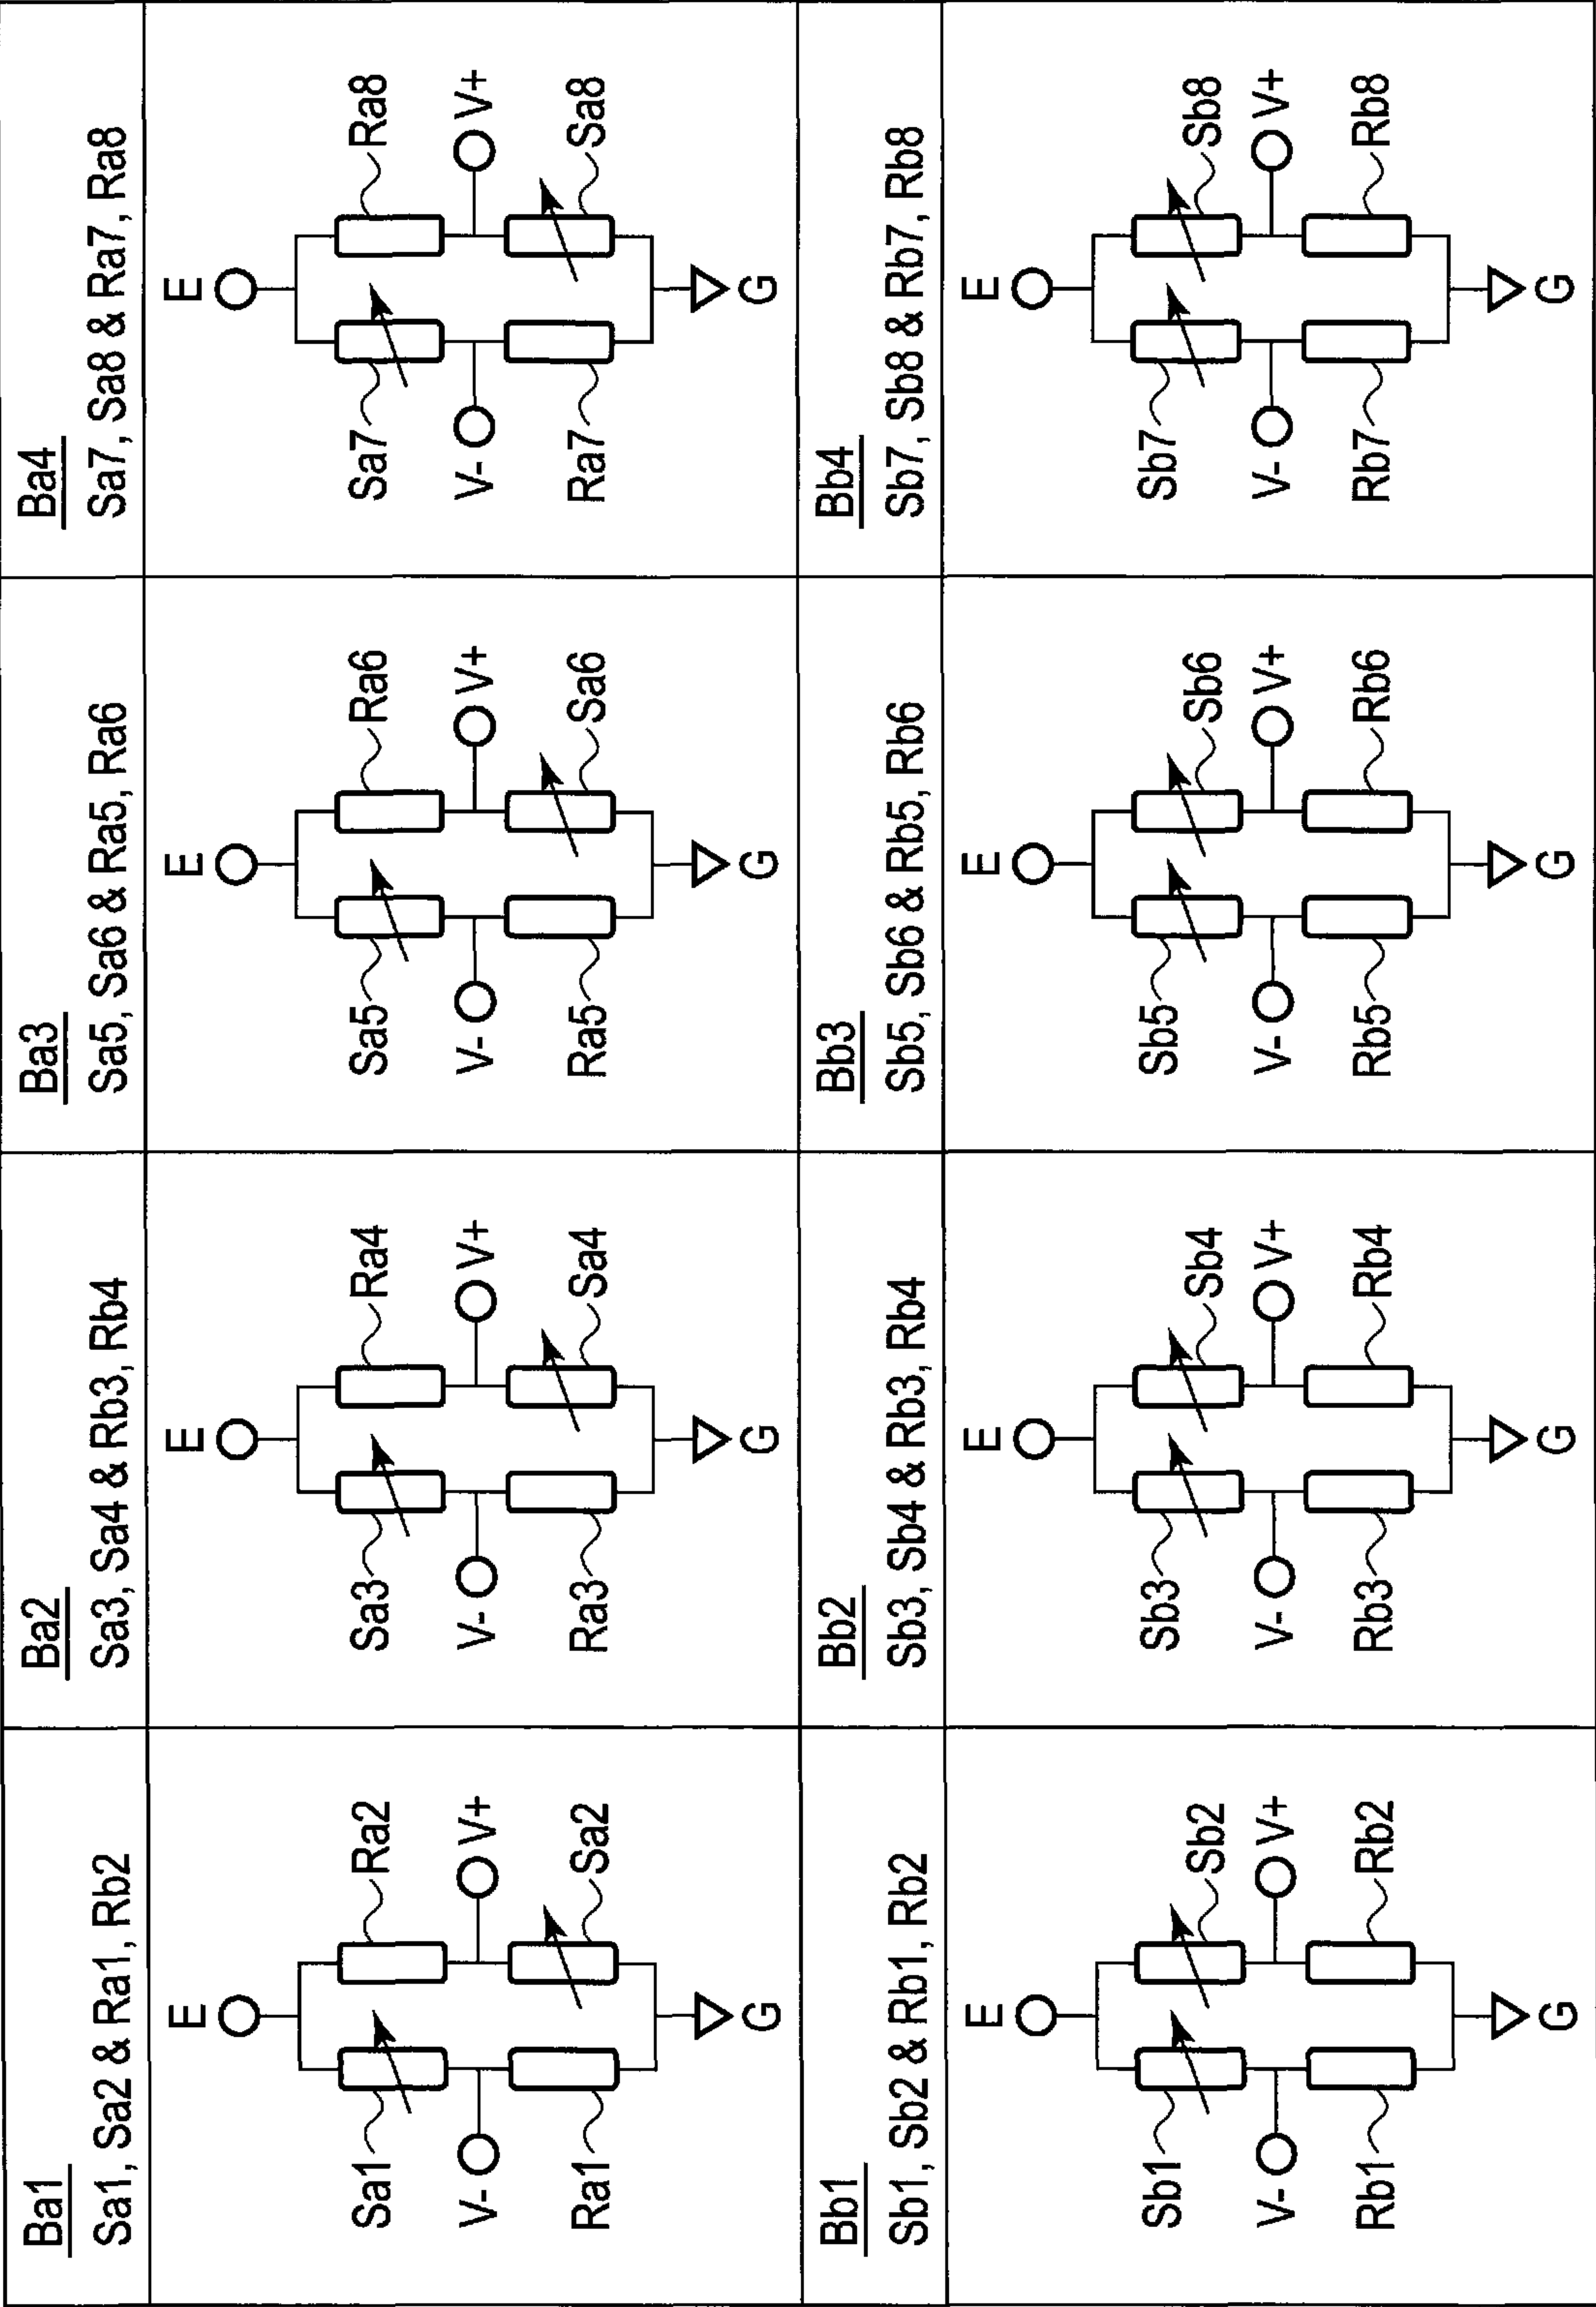 Ba1
Sa1, Sa2 & Ra1, Rb2
E
Sa1
Ra2
V-
V+
Ra1
Sa2
G
Ba2
Sa3, Sa4 & Rb3, Rb4
E
Sa3
Ra4
V-
V+
Ra3
Sa4
G
Ba3
Sa5, Sa6 & Ra5, Ra6
E
Sa5
Ra6
V-
V+
Ra5
Sa6
G
Ba4
Sa7, Sa8 & Ra7, Ra8
E
Sa7
Ra8
V-
V+
Ra7
Sa8
G
Bb1
Sb1, Sb2 & Rb1, Rb2
E
Sb1
Sb2
V-
V+
Rb1
Rb2
G
Bb2
Sb3, Sb4 & Rb3, Rb4
E
Sb3
Sb4
V-
V+
Rb3
Rb4
G
Bb3
Sb5, Sb6 & Rb5, Rb6
E
Sb5
Sb6
V-
V+
Rb5
Rb6
G
Bb4
Sb7, Sb8 & Rb7, Rb8
E
Sb7
Sb8
V-
V+
Rb7
Rb8
G